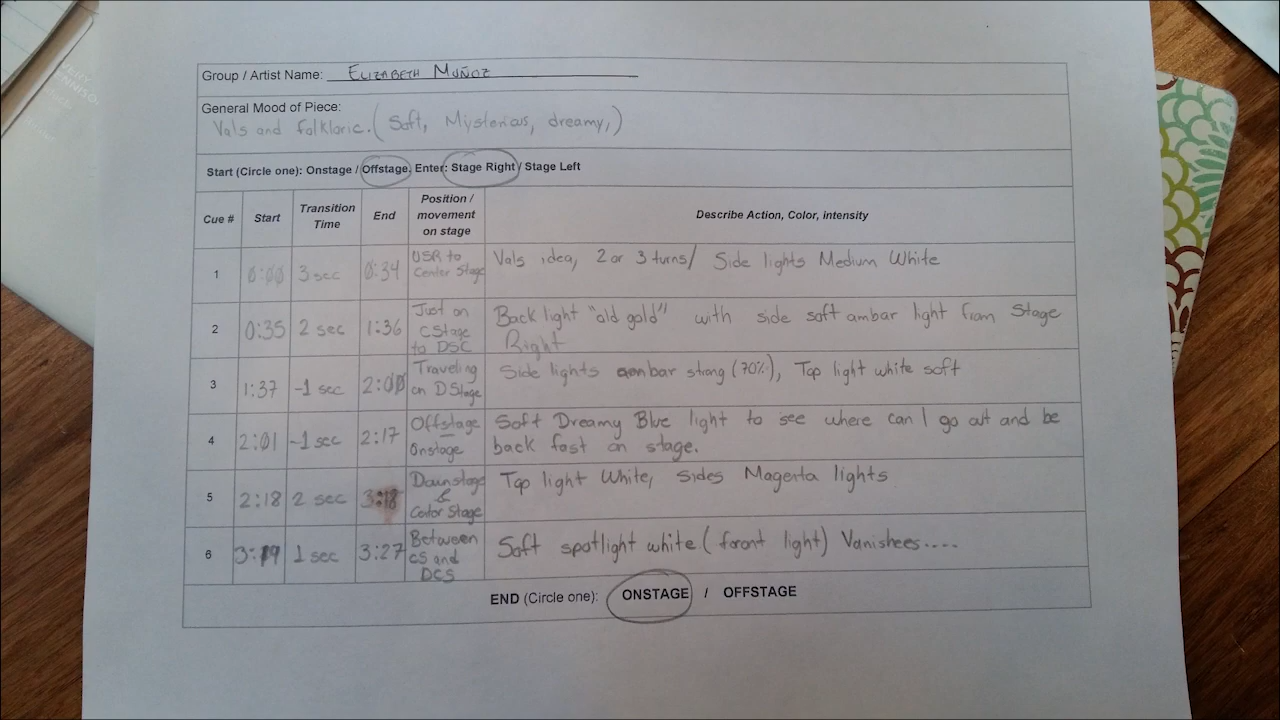 Group / Artist Name: ELIZABETH MUÑOZ
General Mood of Piece:
Vals and Falkloric. (Soft, Mysterious, dreamy,)
Start (Circle one): Onstage / Offstage, Enter: Stage Right / Stage Left
Cue # Start Transition Time End Position / movement on stage Describe Action, Color, intensity
1 0:00 3 sec 0:34 USR to Center Stage Vals idea, 2 or 3 turns/ Side lights Medium White
2 0:35 2 sec 1:36 Just on CStage to DSC Back light "old gold" with side soft ambar light from Stage Right
3 1:37 -1 sec 2:00 Traveling on DStage Side lights ambar strong (70%), Top light white soft
4 2:01 -1 sec 2:17 Offstage Onstage Soft Dreamy Blue light to see where can I go out and be back fast on stage.
5 2:18 2 sec 3:18 Downstage & Center Stage Top light White, Sides Magenta lights
6 3:19 1 sec 3:27 Between CS and DCS Soft spotlight white (foront light) Vanishees....
END (Circle one): ONSTAGE / OFFSTAGE